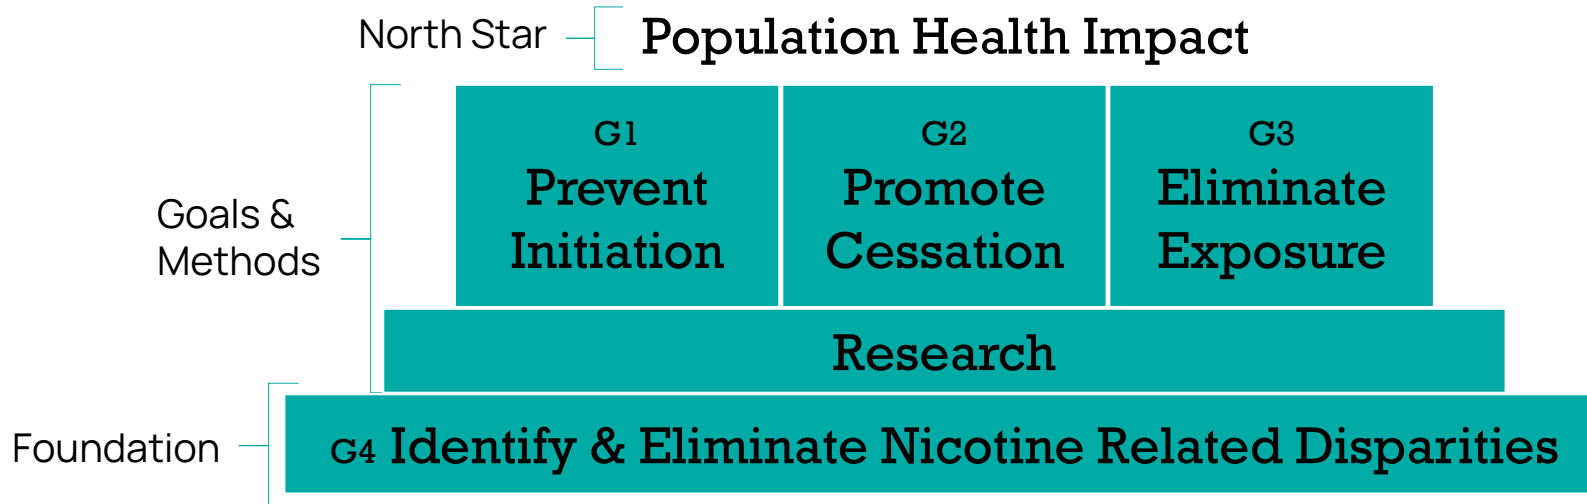 North Star
Population Health Impact
Goals &
Methods
G1
Prevent
Initiation
G2
Promote
Cessation
G3
Eliminate
Exposure
Research
Foundation
G4 Identify & Eliminate Nicotine Related Disparities